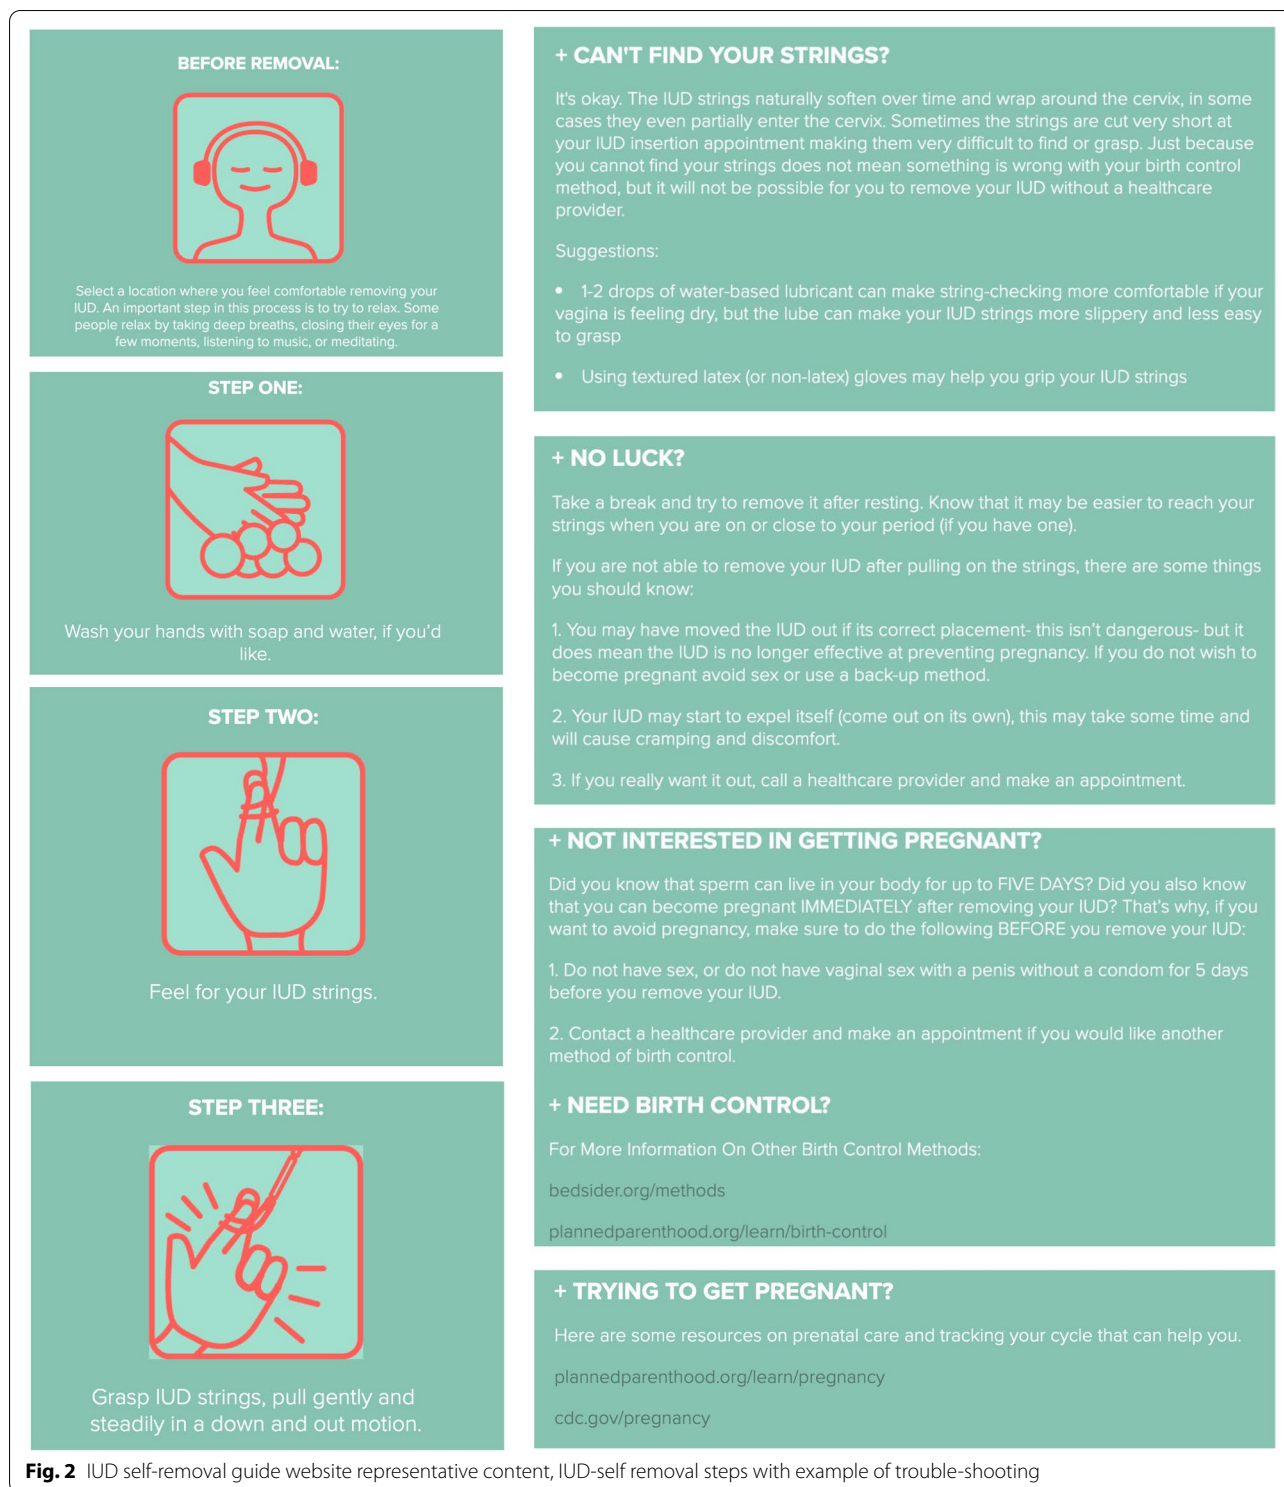 BEFORE REMOVAL:
Select a location where you feel comfortable removing your
IUD. An important step in this process is to try to relax. Some
people relax by taking deep breaths, closing their eyes for a
few moments, listening to music, or meditating.
STEP ONE:
Wash your hands with soap and water, if you'd
like.
STEP TWO:
Feel for your IUD strings.
STEP THREE:
Grasp IUD strings, pull gently and
steadily in a down and out motion.
+ CAN'T FIND YOUR STRINGS?
It's okay. The IUD strings naturally soften over time and wrap around the cervix, in some
cases they even partially enter the cervix. Sometimes the strings are cut very short at
your IUD insertion appointment making them very difficult to find or grasp. Just because
you cannot find your strings does not mean something is wrong with your birth control
method, but it will not be possible for you to remove your IUD without a healthcare
provider.
Suggestions:
• 1-2 drops of water-based lubricant can make string-checking more comfortable if your
vagina is feeling dry, but the lube can make your IUD strings more slippery and less easy
to grasp
• Using textured latex (or non-latex) gloves may help you grip your IUD strings
+ NO LUCK?
Take a break and try to remove it after resting. Know that it may be easier to reach your
strings when you are on or close to your period (if you have one).
If you are not able to remove your IUD after pulling on the strings, there are some things
you should know:
1. You may have moved the IUD out if its correct placement- this isn't dangerous- but it
does mean the IUD is no longer effective at preventing pregnancy. If you do not wish to
become pregnant avoid sex or use a back-up method.
2. Your IUD may start to expel itself (come out on its own), this may take some time and
will cause cramping and discomfort.
3. If you really want it out, call a healthcare provider and make an appointment.
+ NOT INTERESTED IN GETTING PREGNANT?
Did you know that sperm can live in your body for up to FIVE DAYS? Did you also know
that you can become pregnant IMMEDIATELY after removing your IUD? That's why, if you
want to avoid pregnancy, make sure to do the following BEFORE you remove your IUD:
1. Do not have sex, or do not have vaginal sex with a penis without a condom for 5 days
before you remove your IUD.
2. Contact a healthcare provider and make an appointment if you would like another
method of birth control.
+ NEED BIRTH CONTROL?
For More Information On Other Birth Control Methods:
bedsider.org/methods
plannedparenthood.org/learn/birth-control
+ TRYING TO GET PREGNANT?
Here are some resources on prenatal care and tracking your cycle that can help you.
plannedparenthood.org/learn/pregnancy
cdc.gov/pregnancy
Fig. 2 IUD self-removal guide website representative content, IUD-self removal steps with example of trouble-shooting